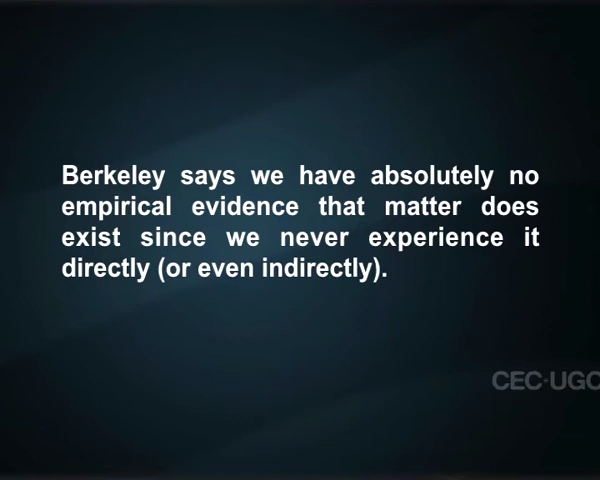 Berkeley says we have absolutely no
empirical evidence that matter does
exist since we never experience it
directly (or even indirectly).
CEC-UGC